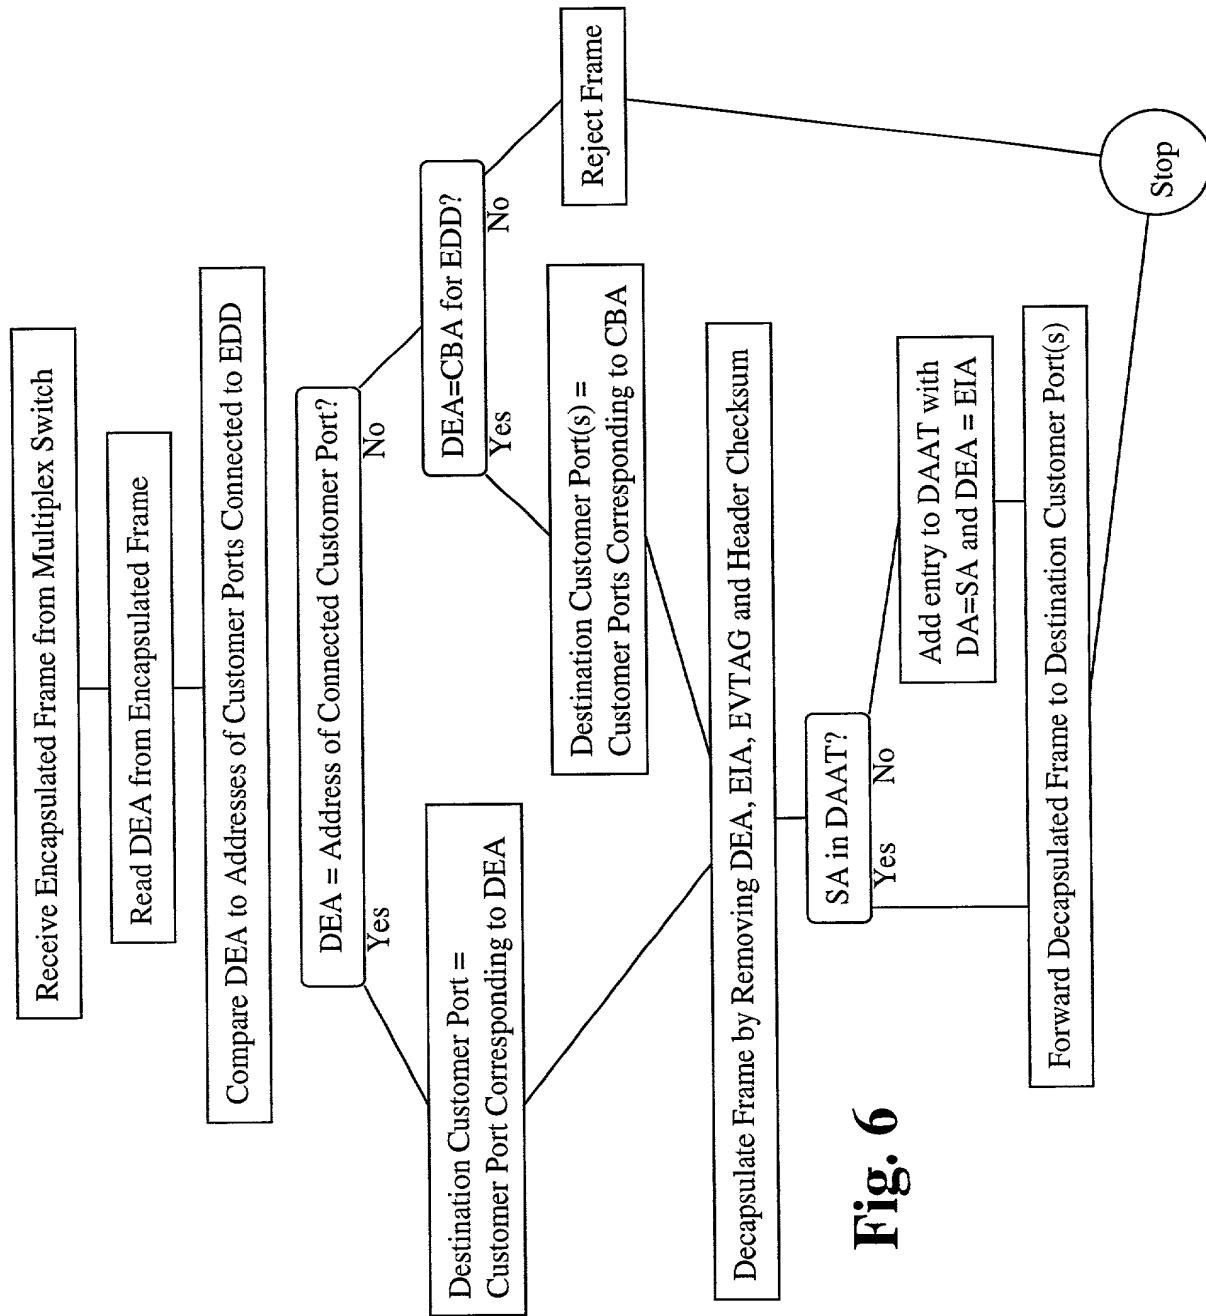 Receive Encapsulated Frame from Multiplex Switch
Read DEA from Encapsulated Frame
Compare DEA to Addresses of Customer Ports Connected to EDD
DEA = Address of Connected Customer Port?
Yes
No
Destination Customer Port =
Customer Port Corresponding to DEA
DEA=CBA for EDD?
Yes
No
Destination Customer Port(s) =
Customer Ports Corresponding to CBA
Reject Frame
Decapsulate Frame by Removing DEA, EIA, EVTAG and Header Checksum
SA in DAAT?
Yes
No
Add entry to DAAT with
DA=SA and DEA = EIA
Forward Decapsulated Frame to Destination Customer Port(s)
Stop
Fig. 6